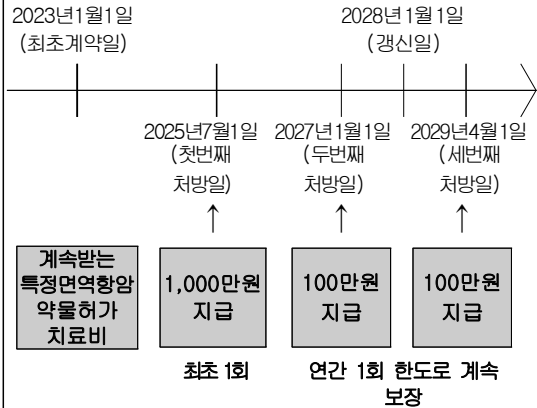 2023년1월1일
(최초계약일)
2028년1월1일
(갱신일)
2025년7월1일
(첫번째
처방일)
2027년1월1일
(두번째
처방일)
2029년4월1일
(세번째
처방일)
계속받는
특정면역항암
약물허가
치료비
1,000만원
지급
100만원
지급
100만원
지급
최초 1회
연간 1회 한도로 계속
보장